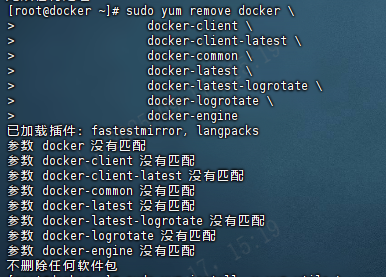 [root@docker ~]# sudo yum remove docker \
> docker-client \
> docker-client-latest \
> docker-common \
> docker-latest \
> docker-latest-logrotate \
> docker-logrotate \
> docker-engine
已加载插件: fastestmirror, langpacks
参数 docker 没有匹配
参数 docker-client 没有匹配
参数 docker-client-latest 没有匹配
参数 docker-common 没有匹配
参数 docker-latest 没有匹配
参数 docker-latest-logrotate 没有匹配
参数 docker-logrotate 没有匹配
参数 docker-engine 没有匹配
不删除任何软件包